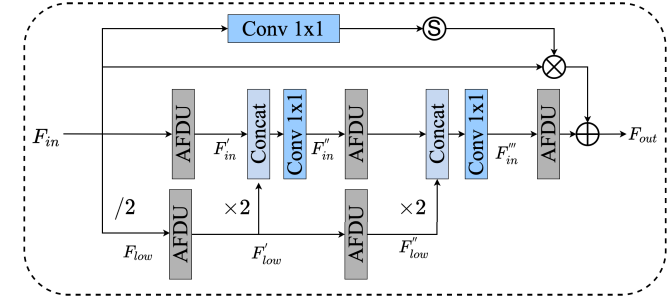 Conv 1x1
S
F_in
AFDU
F'_in
Concat
Conv 1x1
F''_in
AFDU
Concat
Conv 1x1
F'''_in
AFDU
F_out
/2
F_low
AFDU
×2
F'_low
AFDU
×2
F''_low